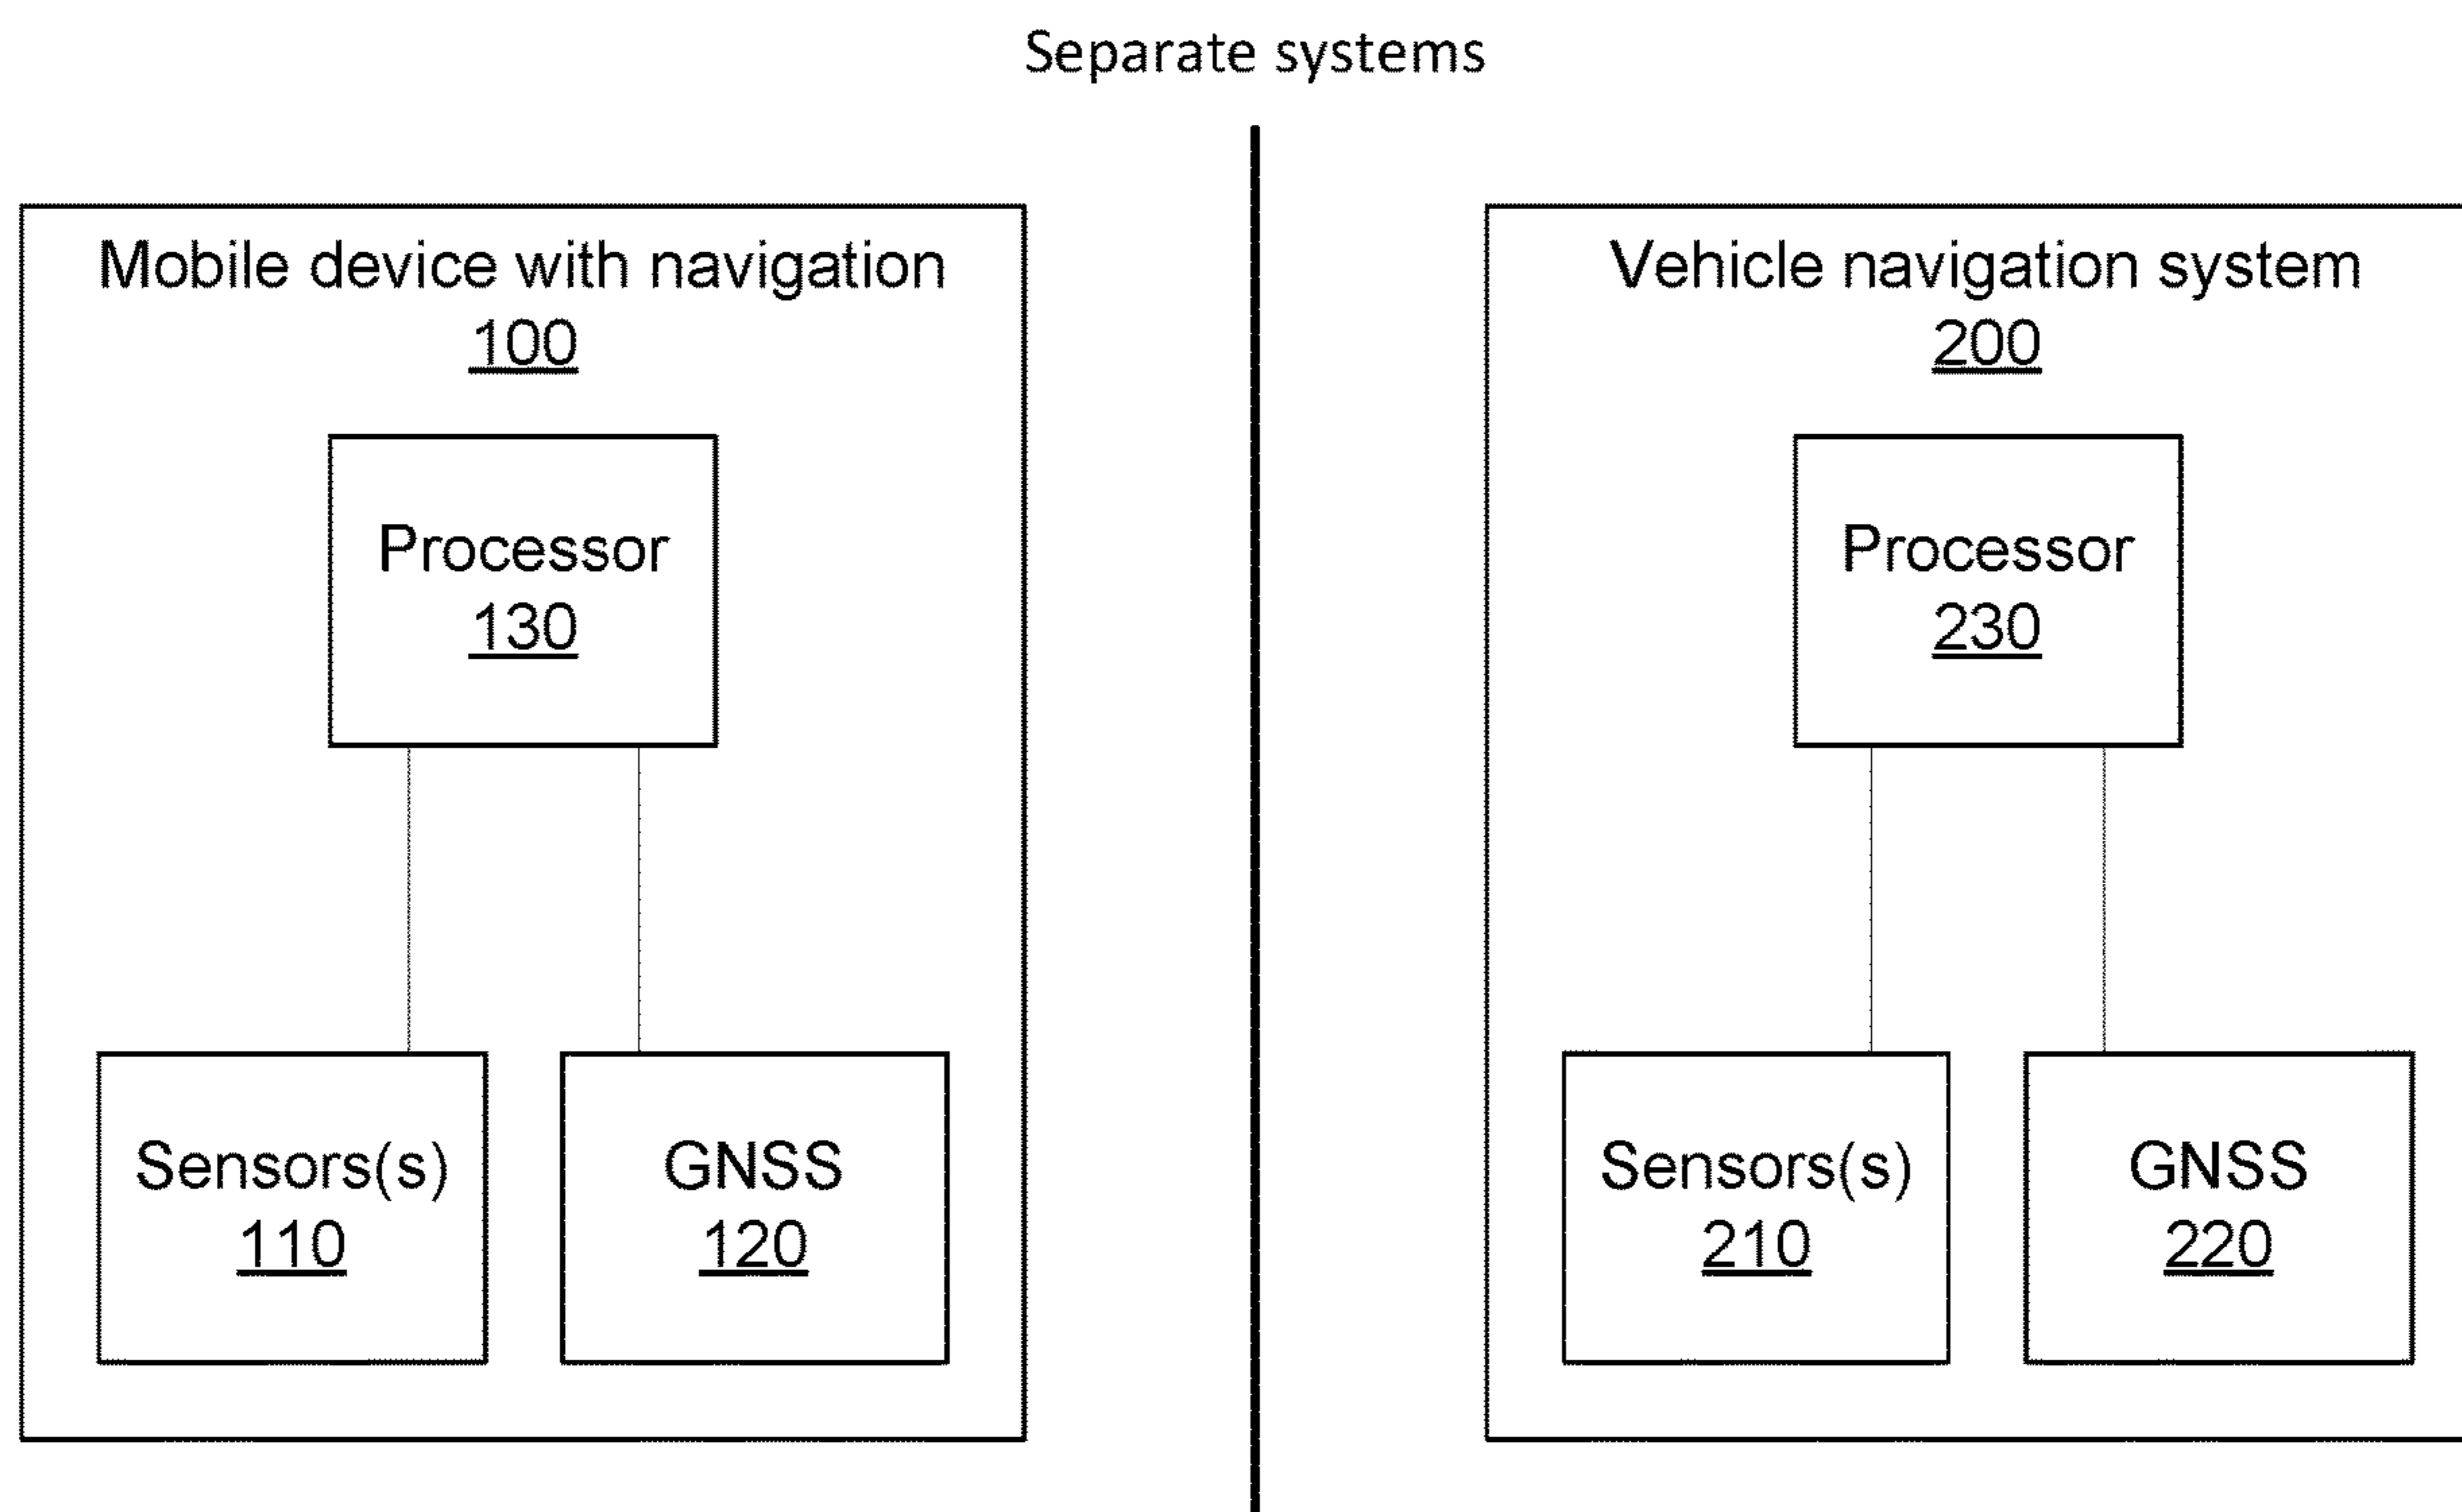 Separate systems
Mobile device with navigation
100
Processor
130
Sensors(s)
110
GNSS
120
Vehicle navigation system
200
Processor
230
Sensors(s)
210
GNSS
220